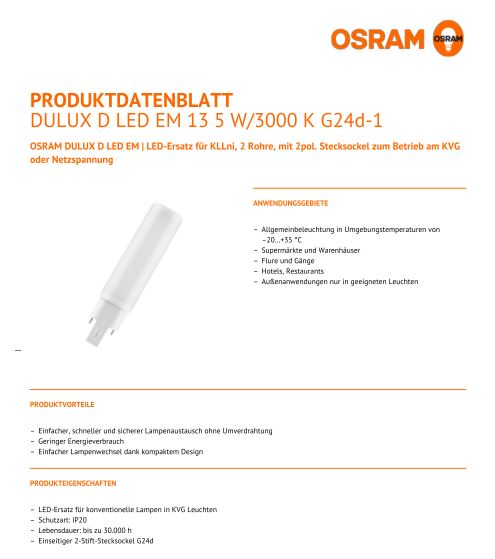 OSRAM OSRAM
PRODUKTDATENBLATT
DULUX D LED EM 13 5 W/3000 K G24d-1
OSRAM DULUX D LED EM | LED-Ersatz für KLLni, 2 Rohre, mit 2pol. Stecksockel zum Betrieb am KVG
oder Netzspannung
ANWENDUNGSGEBIETE
– Allgemeinbeleuchtung in Umgebungstemperaturen von
−20…+35 °C
– Supermärkte und Warenhäuser
– Flure und Gänge
– Hotels, Restaurants
– Außenanwendungen nur in geeigneten Leuchten
PRODUKTVORTEILE
– Einfacher, schneller und sicherer Lampenaustausch ohne Umverdrahtung
– Geringer Energieverbrauch
– Einfacher Lampenwechsel dank kompaktem Design
PRODUKTEIGENSCHAFTEN
– LED-Ersatz für konventionelle Lampen in KVG Leuchten
– Schutzart: IP20
– Lebensdauer: bis zu 30.000 h
– Einseitiger 2-Stift-Stecksockel G24d